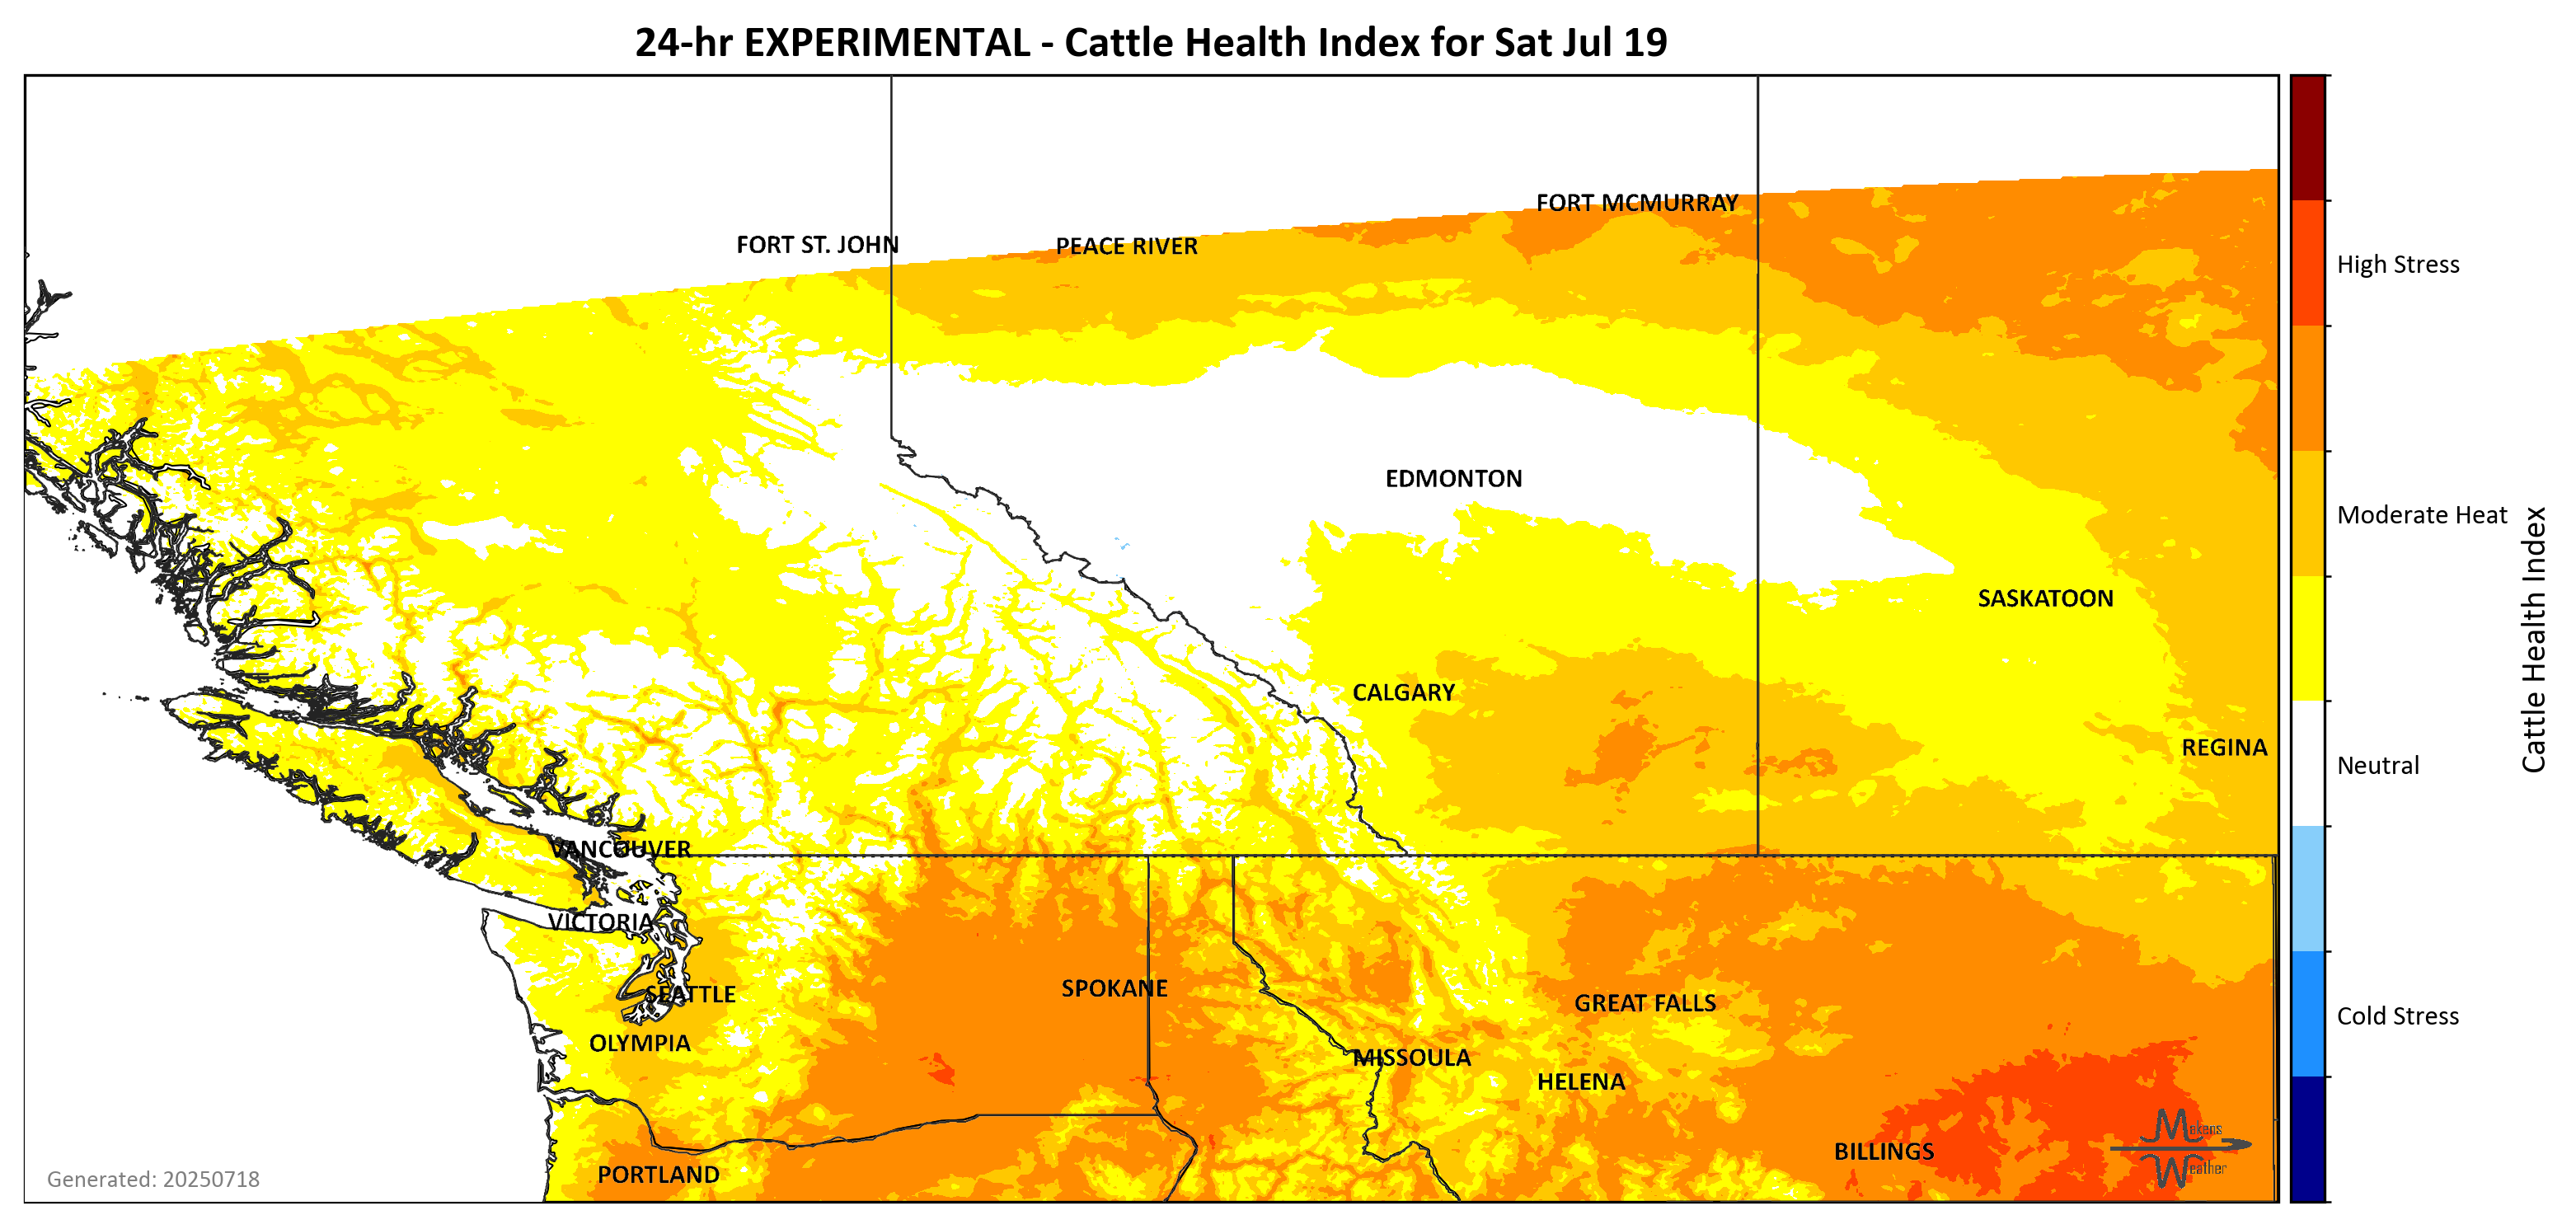 24-hr EXPERIMENTAL - Cattle Health Index for Sat Jul 19
FORT MCMURRAY
FORT ST. JOHN
PEACE RIVER
High Stress
EDMONTON
Moderate Heat
SASKATOON
CALGARY
REGINA
Neutral
Cattle Health Index
VANCOUVER
VICTORIA
SPOKANE
SEATTLE
GREAT FALLS
Cold Stress
OLYMPIA
MISSOULA
HELENA
BILLINGS
Makens
Weather
PORTLAND
Generated: 20250718